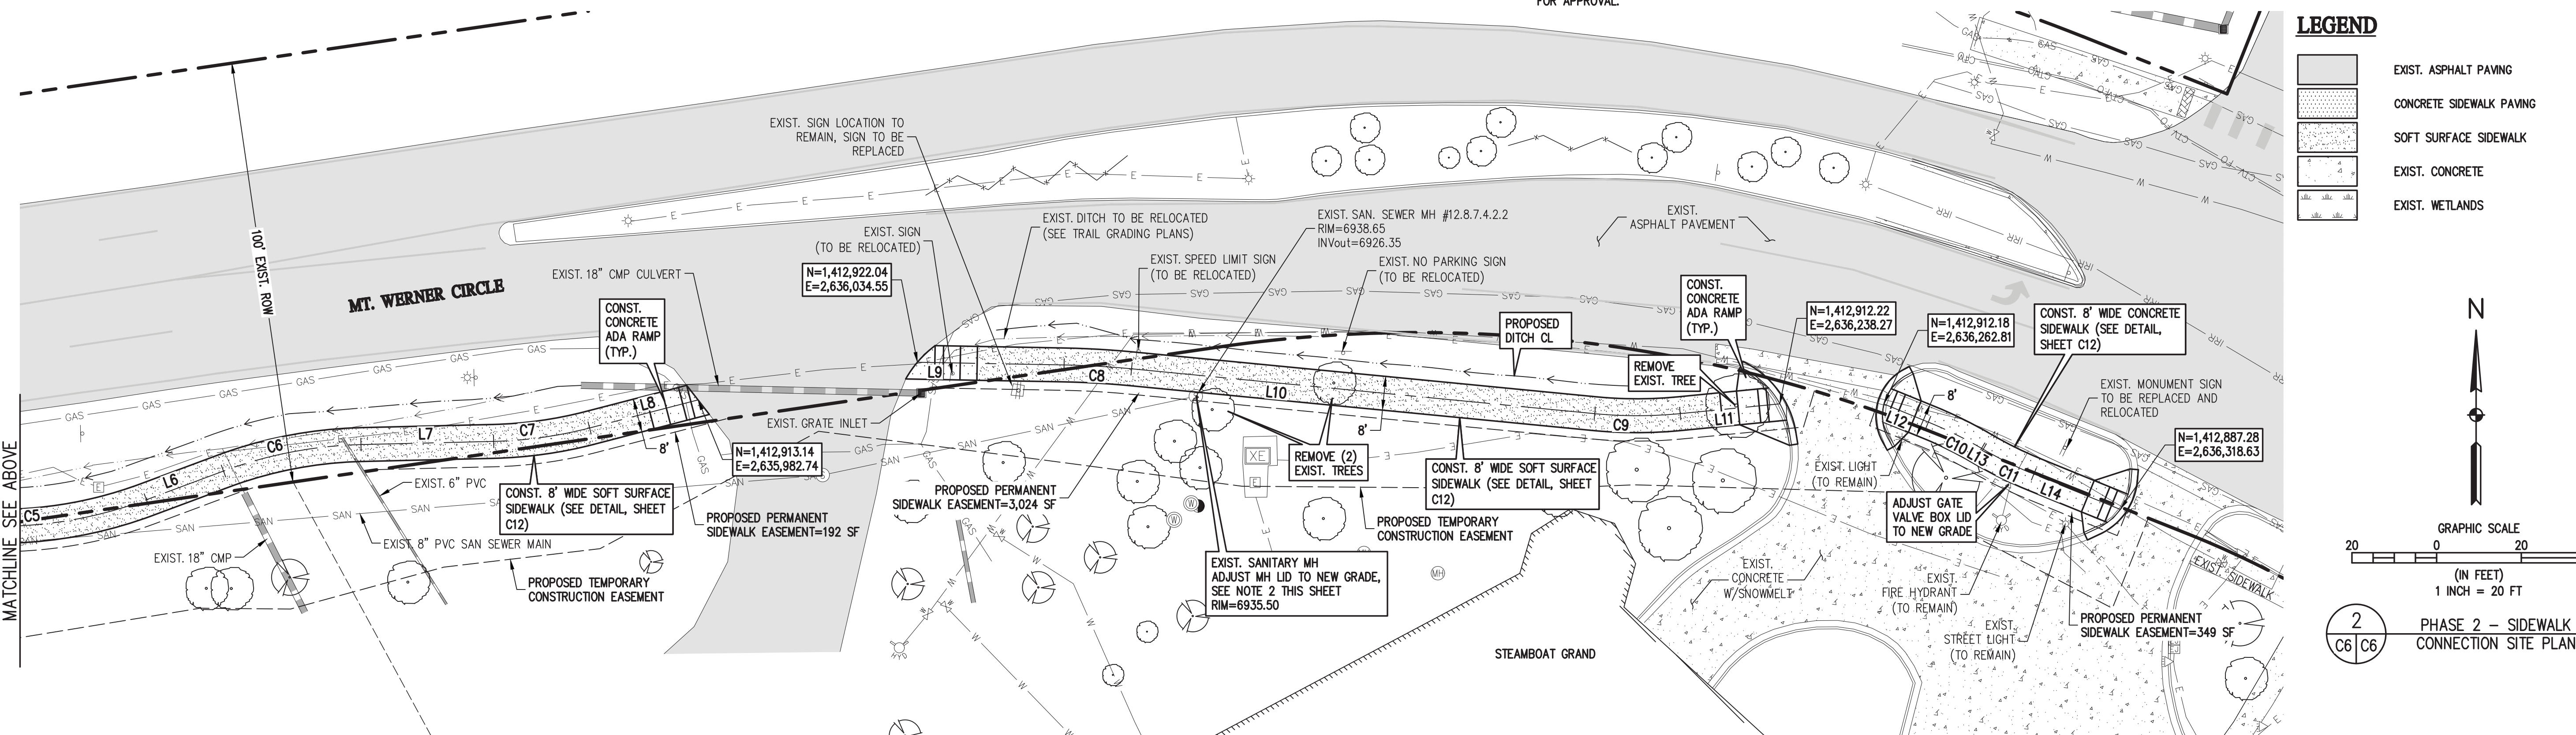 FOR APPROVAL.
LEGEND
EXIST. ASPHALT PAVING
CONCRETE SIDEWALK PAVING
SOFT SURFACE SIDEWALK
EXIST. CONCRETE
EXIST. WETLANDS
EXIST. SIGN LOCATION TO
REMAIN, SIGN TO BE
REPLACED
100' EXIST. ROW
MT. WERNER CIRCLE
EXIST. 18" CMP CULVERT
EXIST. SIGN
(TO BE RELOCATED)
N=1,412,922.04
E=2,636,034.55
EXIST. DITCH TO BE RELOCATED
(SEE TRAIL GRADING PLANS)
EXIST. SPEED LIMIT SIGN
(TO BE RELOCATED)
EXIST. SAN. SEWER MH #12.8.7.4.2.2
RIM=6938.65
INVout=6926.35
EXIST. NO PARKING SIGN
(TO BE RELOCATED)
EXIST.
ASPHALT PAVEMENT
CONST.
CONCRETE
ADA RAMP
(TYP.)
PROPOSED
DITCH CL
REMOVE
EXIST. TREE
CONST.
CONCRETE
ADA RAMP
(TYP.)
N=1,412,912.22
E=2,636,238.27
N=1,412,912.18
E=2,636,262.81
CONST. 8' WIDE CONCRETE
SIDEWALK (SEE DETAIL,
SHEET C12)
EXIST. MONUMENT SIGN
TO BE REPLACED AND
RELOCATED
N=1,412,887.28
E=2,636,318.63
MATCHLINE SEE ABOVE
C5
L6
C6
L7
C7
L8
8'
L9
C8
L10
8'
C9
L11
L12
8'
C10
L13
C11
L14
EXIST. GRATE INLET
N=1,412,913.14
E=2,635,982.74
EXIST. 6" PVC
CONST. 8' WIDE SOFT SURFACE
SIDEWALK (SEE DETAIL, SHEET
C12)
PROPOSED PERMANENT
SIDEWALK EASEMENT=192 SF
EXIST. 8" PVC SAN SEWER MAIN
EXIST. 18" CMP
PROPOSED TEMPORARY
CONSTRUCTION EASEMENT
PROPOSED PERMANENT
SIDEWALK EASEMENT=3,024 SF
XE
E
REMOVE (2)
EXIST. TREES
CONST. 8' WIDE SOFT SURFACE
SIDEWALK (SEE DETAIL, SHEET
C12)
PROPOSED TEMPORARY
CONSTRUCTION EASEMENT
EXIST. SANITARY MH
ADJUST MH LID TO NEW GRADE,
SEE NOTE 2 THIS SHEET
RIM=6935.50
MH
HYD
STEAMBOAT GRAND
EXIST. LIGHT
(TO REMAIN)
ADJUST GATE
VALVE BOX LID
TO NEW GRADE
EXIST.
CONCRETE
W/SNOWMELT
EXIST.
FIRE HYDRANT
(TO REMAIN)
EXIST.
STREET LIGHT
(TO REMAIN)
PROPOSED PERMANENT
SIDEWALK EASEMENT=349 SF
EXIST. SIDEWALK
N
GRAPHIC SCALE
20 0 20
(IN FEET)
1 INCH = 20 FT
2
C6 C6
PHASE 2 - SIDEWALK
CONNECTION SITE PLAN